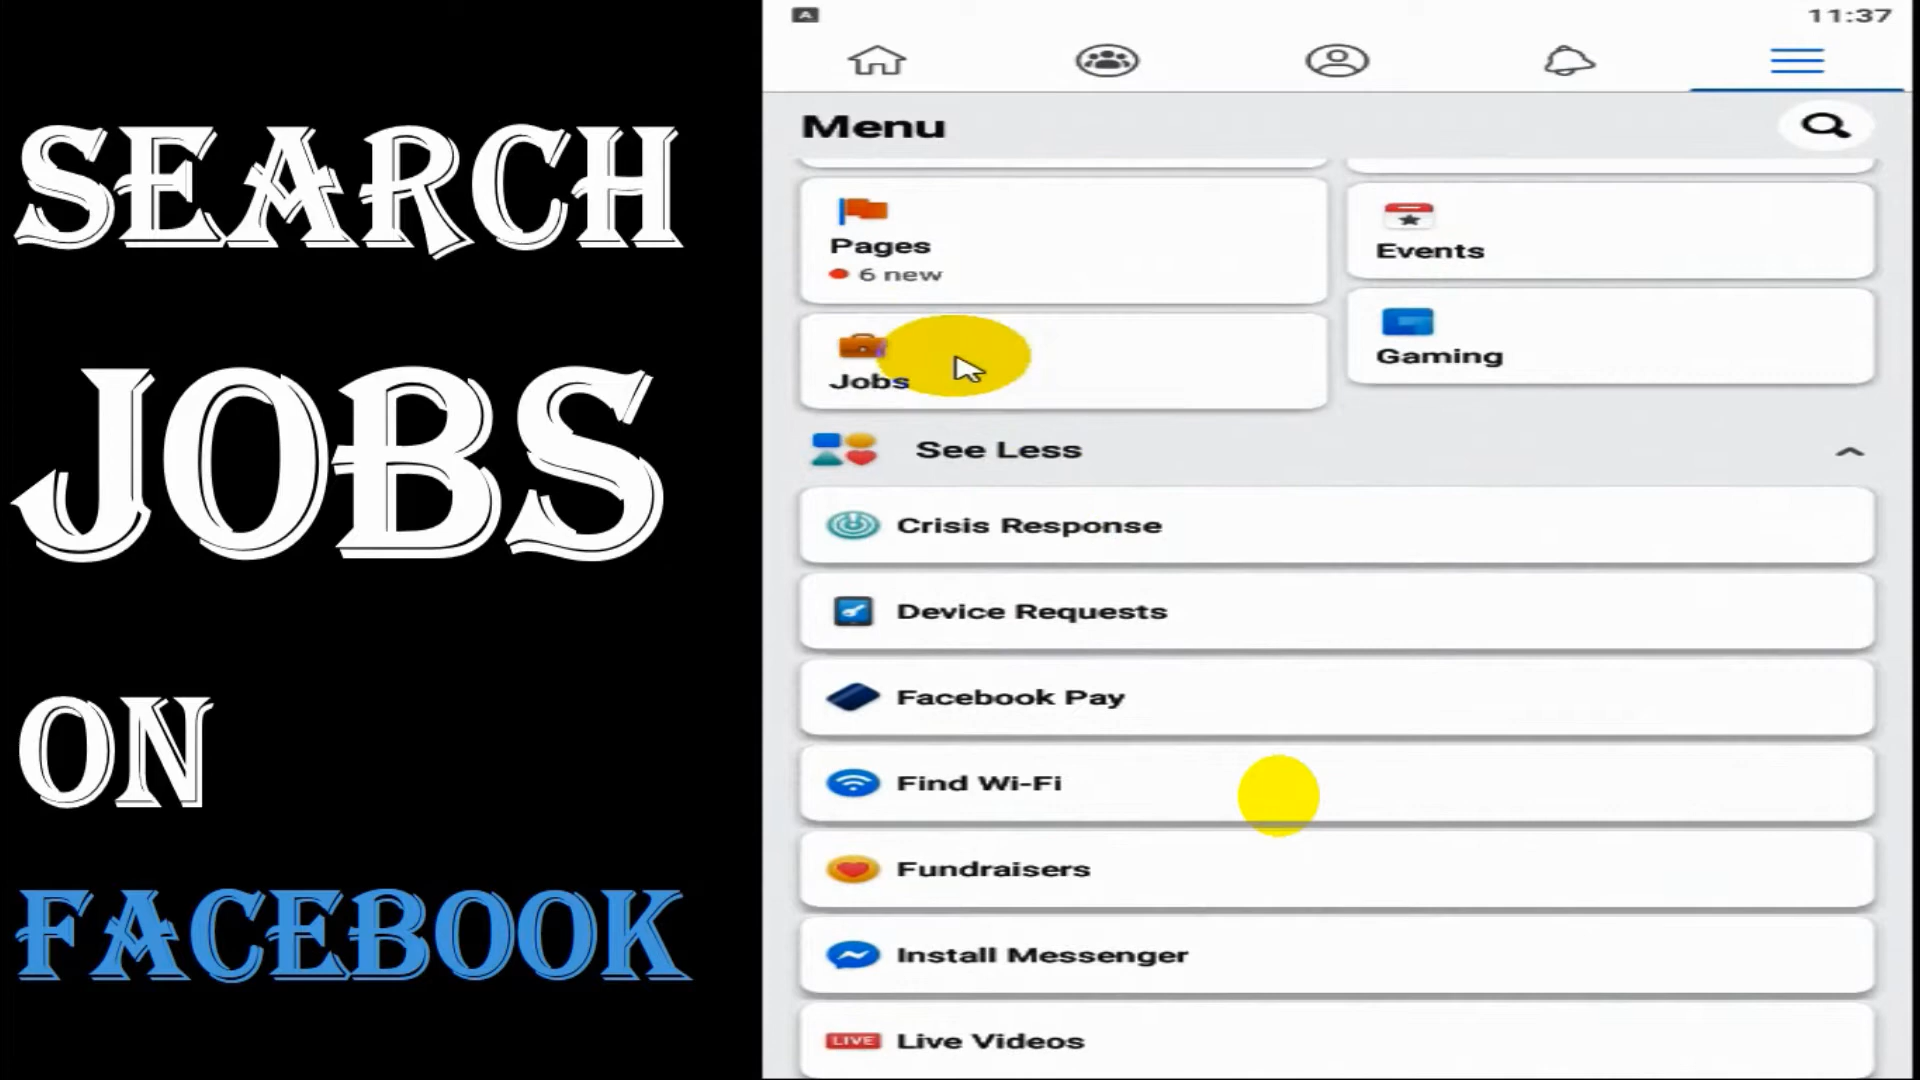 SEARCH
JOBS
ON
FACEBOOK
A
11:37
Menu
Pages
6 new
Events
Jobs
Gaming
See Less
Crisis Response
Device Requests
Facebook Pay
Find Wi-Fi
Fundraisers
Install Messenger
LIVE Live Videos